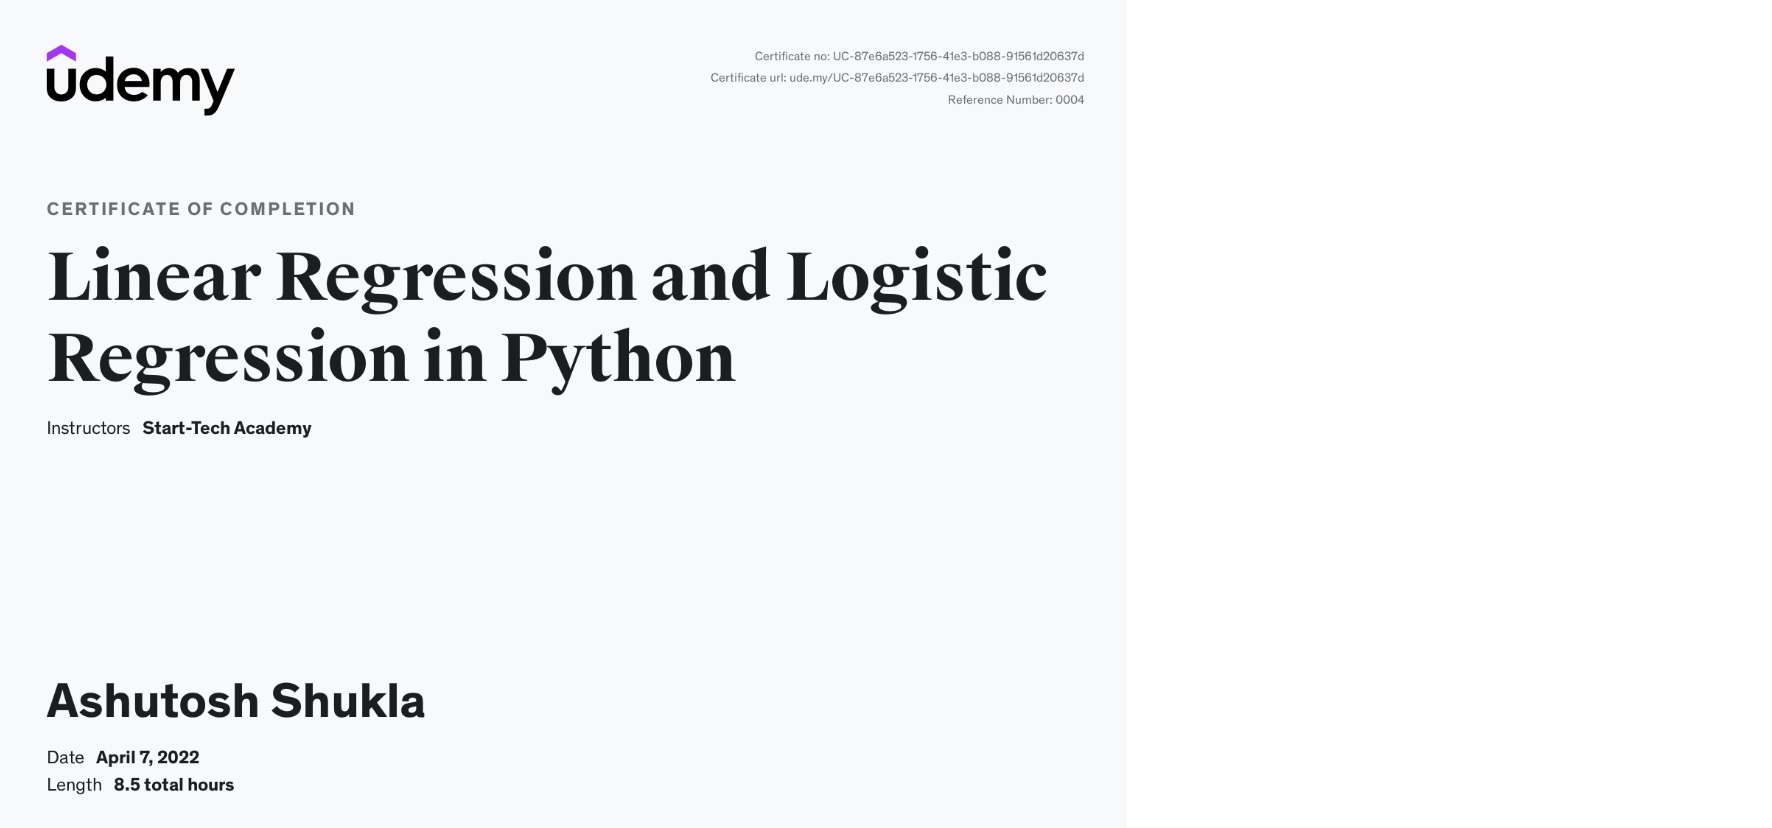 udemy
Certificate no: UC-87e6a523-1756-41e3-b088-91561d20637d
Certificate url: ude.my/UC-87e6a523-1756-41e3-b088-91561d20637d
Reference Number: 0004
CERTIFICATE OF COMPLETION
Linear Regression and Logistic
Regression in Python
Instructors Start-Tech Academy
Ashutosh Shukla
Date April 7, 2022
Length 8.5 total hours